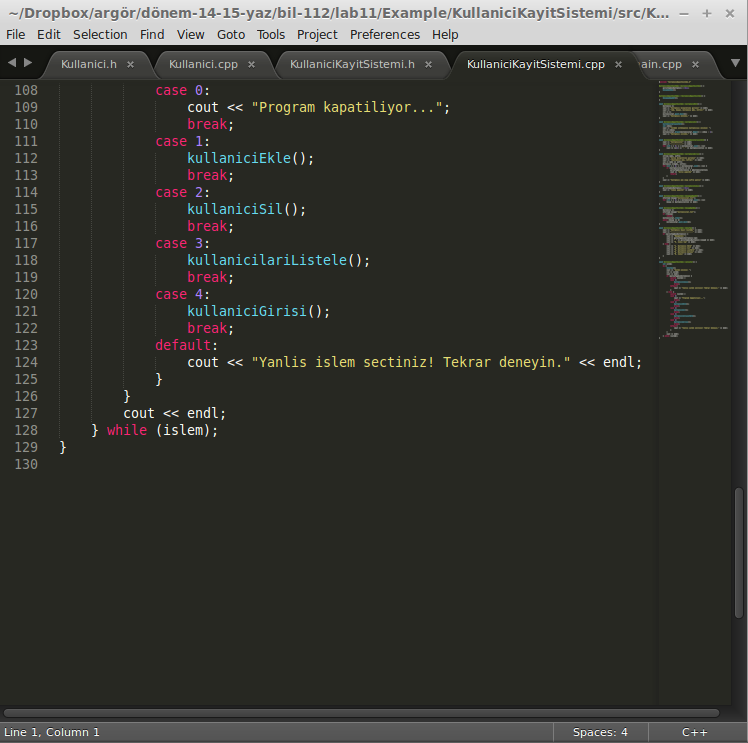 ~/Dropbox/argör/dönem-14-15-yaz/bil-112/lab11/Example/KullaniciKayitSistemi/src/K...
File Edit Selection Find View Goto Tools Project Preferences Help
Kullanici.h Kullanici.cpp KullaniciKayitSistemi.h KullaniciKayitSistemi.cpp ain.cpp
108 case 0:
109 cout << "Program kapatiliyor...";
110 break;
111 case 1:
112 kullaniciEkle();
113 break;
114 case 2:
115 kullaniciSil();
116 break;
117 case 3:
118 kullanicilariListele();
119 break;
120 case 4:
121 kullaniciGirisi();
122 break;
123 default:
124 cout << "Yanlis islem sectiniz! Tekrar deneyin." << endl;
125 }
126 }
127 cout << endl;
128 } while (islem);
129 }
130
Line 1, Column 1 Spaces: 4 C++